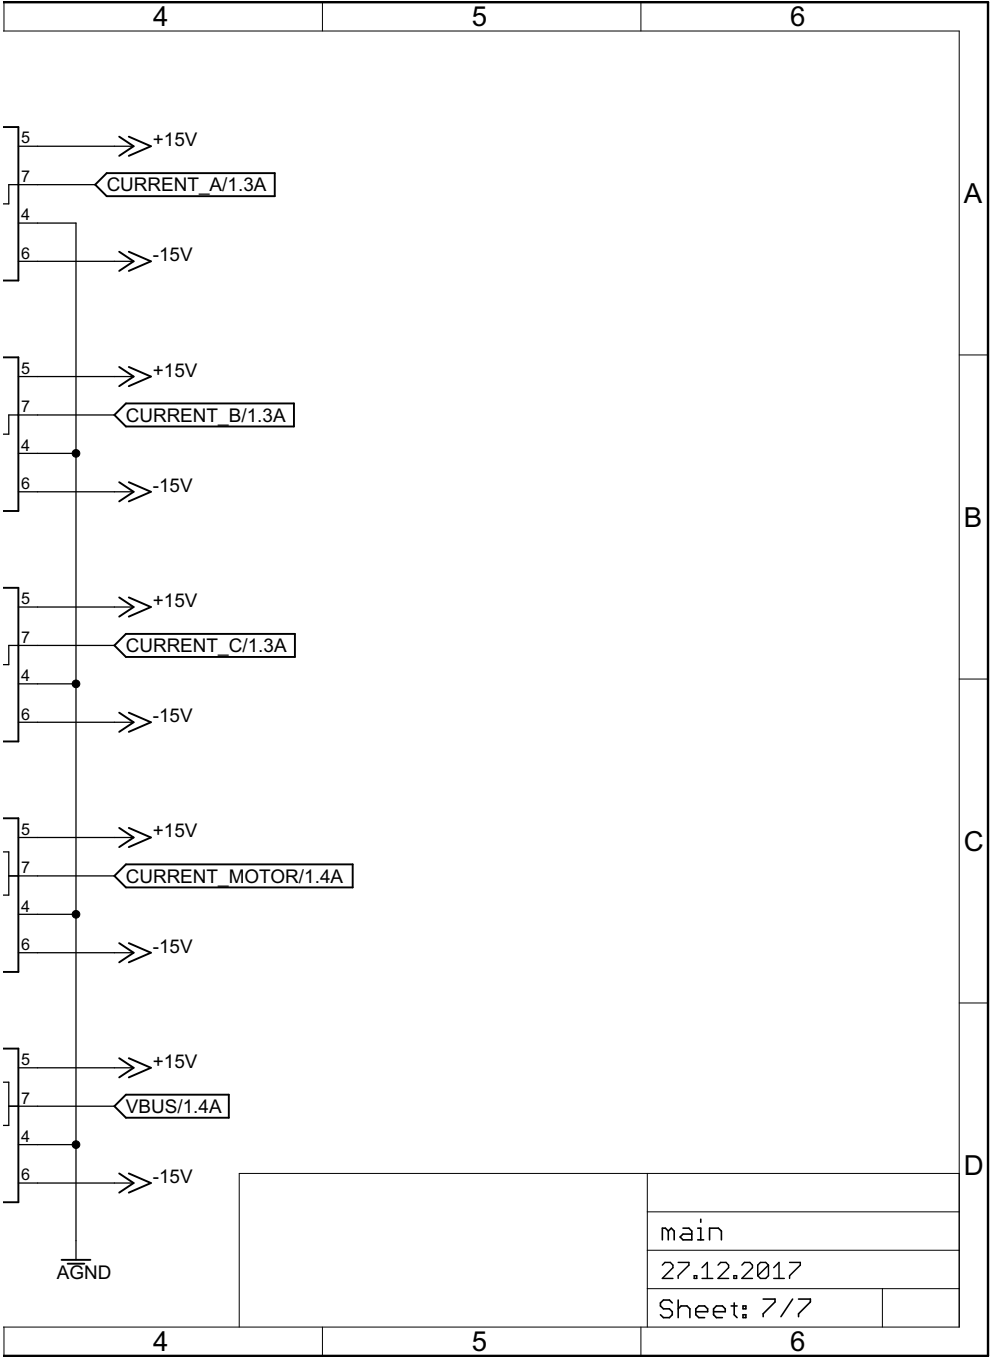 4 5 6
5 +15V
7 CURRENT_A/1.3A
A
4
6 -15V
5 +15V
7 CURRENT_B/1.3A
4
6 -15V
B
5 +15V
7 CURRENT_C/1.3A
4
6 -15V
5 +15V
C
7 CURRENT_MOTOR/1.4A
4
6 -15V
5 +15V
7 VBUS/1.4A
4
D
6 -15V
main
AGND
27.12.2017
Sheet: 7/7
4 5 6